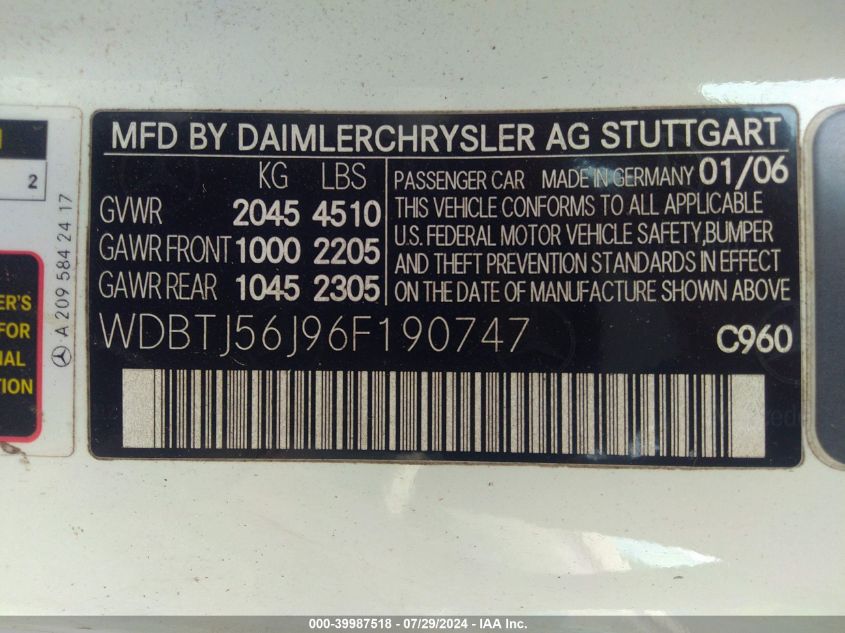 MFD BY DAIMLERCHRYSLER AG STUTTGART
KG LBS
GVWR 2045 4510
GAWR FRONT 1000 2205
GAWR REAR 1045 2305
PASSENGER CAR MADE IN GERMANY 01/06
THIS VEHICLE CONFORMS TO ALL APPLICABLE
U.S. FEDERAL MOTOR VEHICLE SAFETY, BUMPER
AND THEFT PREVENTION STANDARDS IN EFFECT
ON THE DATE OF MANUFACTURE SHOWN ABOVE
WDBTJ56J96F190747 C960
2
A 209 584 24 17
ER'S
FOR
IAL
TION
000-39987518 - 07/29/2024 - IAA Inc.